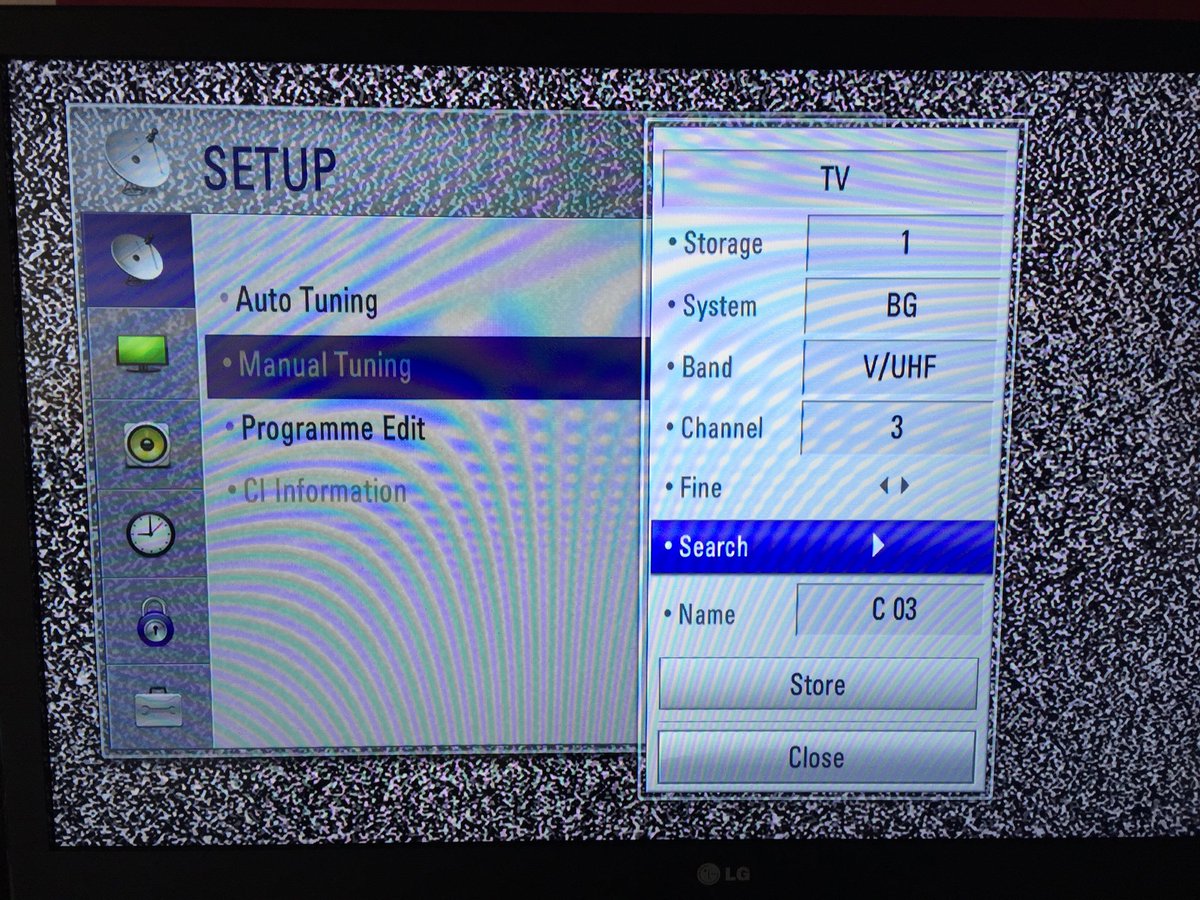 SETUP
• Auto Tuning
• Manual Tuning
• Programme Edit
• CI Information
TV
• Storage 1
• System BG
• Band V/UHF
• Channel 3
• Fine
• Search
• Name C 03
Store
Close
LG